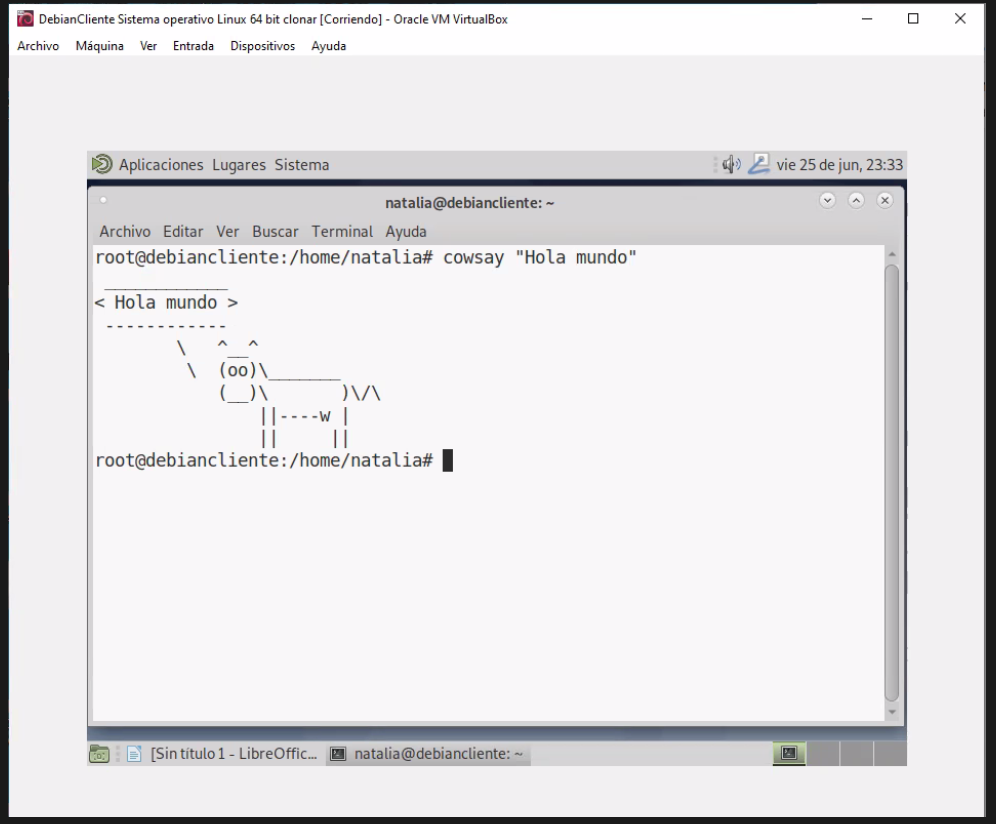 DebianCliente Sistema operativo Linux 64 bit clonar [Corriendo] - Oracle VM VirtualBox
Archivo Máquina Ver Entrada Dispositivos Ayuda
Aplicaciones Lugares Sistema vie 25 de jun, 23:33
natalia@debiancliente: ~
Archivo Editar Ver Buscar Terminal Ayuda
root@debiancliente:/home/natalia# cowsay "Hola mundo"
 ____________
< Hola mundo >
 ------------
        \   ^__^
         \  (oo)\_______
            (__)\       )\/\
                ||----w |
                ||     ||
root@debiancliente:/home/natalia#
[Sin título 1 - LibreOffic... natalia@debiancliente: ~